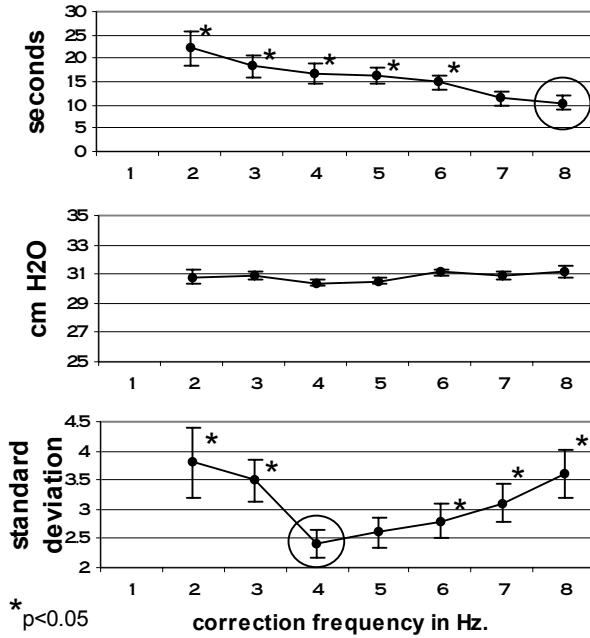 seconds
30
25
20
15
10
5
0
* * * * *
1 2 3 4 5 6 7 8
cm H2O
35
33
31
29
27
25
1 2 3 4 5 6 7 8
standard
deviation
4.5
4
3.5
3
2.5
2
* * * * *
1 2 3 4 5 6 7 8
*p<0.05
correction frequency in Hz.